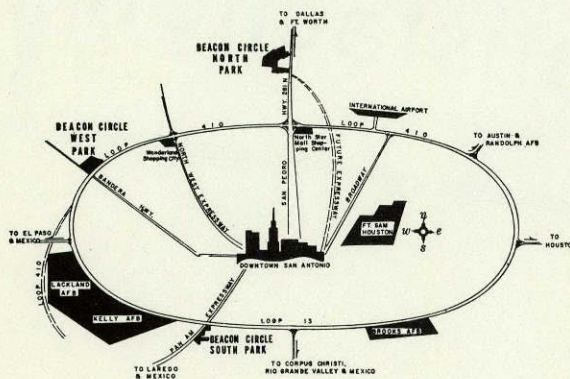 TO DALLAS
& FT. WORTH
BEACON CIRCLE
NORTH
PARK
HWY. 281 N
INTERNATIONAL AIRPORT
BEACON CIRCLE
WEST
PARK
LOOP
410
LOOP
410
North Star
Mall Shop-
ping Center
Wonderland
Shopping City
TO AUSTIN &
RANDOLPH AFB
BANDERA
HWY.
NORTH
WEST EXPRESSWAY
SAN PEDRO
FUTURE EXPRESSWAY
BROADWAY
FT. SAM
HOUSTON
n
w
e
s
TO EL PASO
& MEXICO
TO
HOUSTO
DOWNTOWN SAN ANTONIO
LOOP 410
LACKLAND
AFB
KELLY AFB
PAN AM
EXPRESSWAY
LOOP
13
BROOKS AFB
BEACON CIRCLE
SOUTH PARK
TO LAREDO
& MEXICO
TO CORPUS CHRISTI,
RIO GRANDE VALLEY & MEXICO